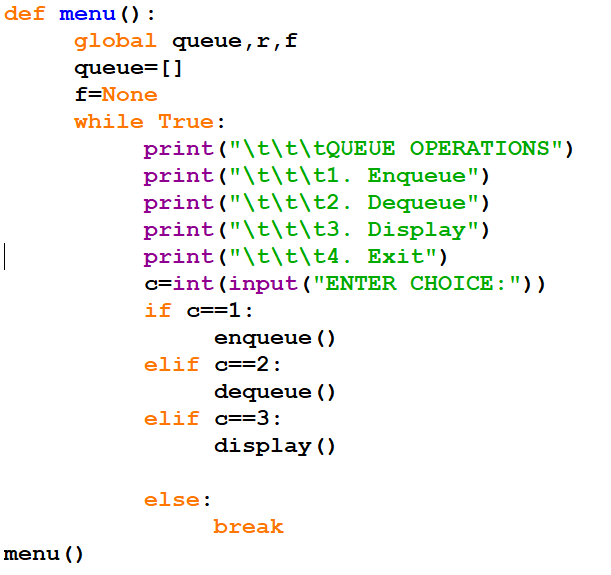 def menu():
     global queue,r,f
     queue=[]
     f=None
     while True:
          print("\t\t\tQUEUE OPERATIONS")
          print("\t\t\t1. Enqueue")
          print("\t\t\t2. Dequeue")
          print("\t\t\t3. Display")
          print("\t\t\t4. Exit")
          c=int(input("ENTER CHOICE:"))
          if c==1:
               enqueue()
          elif c==2:
               dequeue()
          elif c==3:
               display()
          else:
               break
menu()